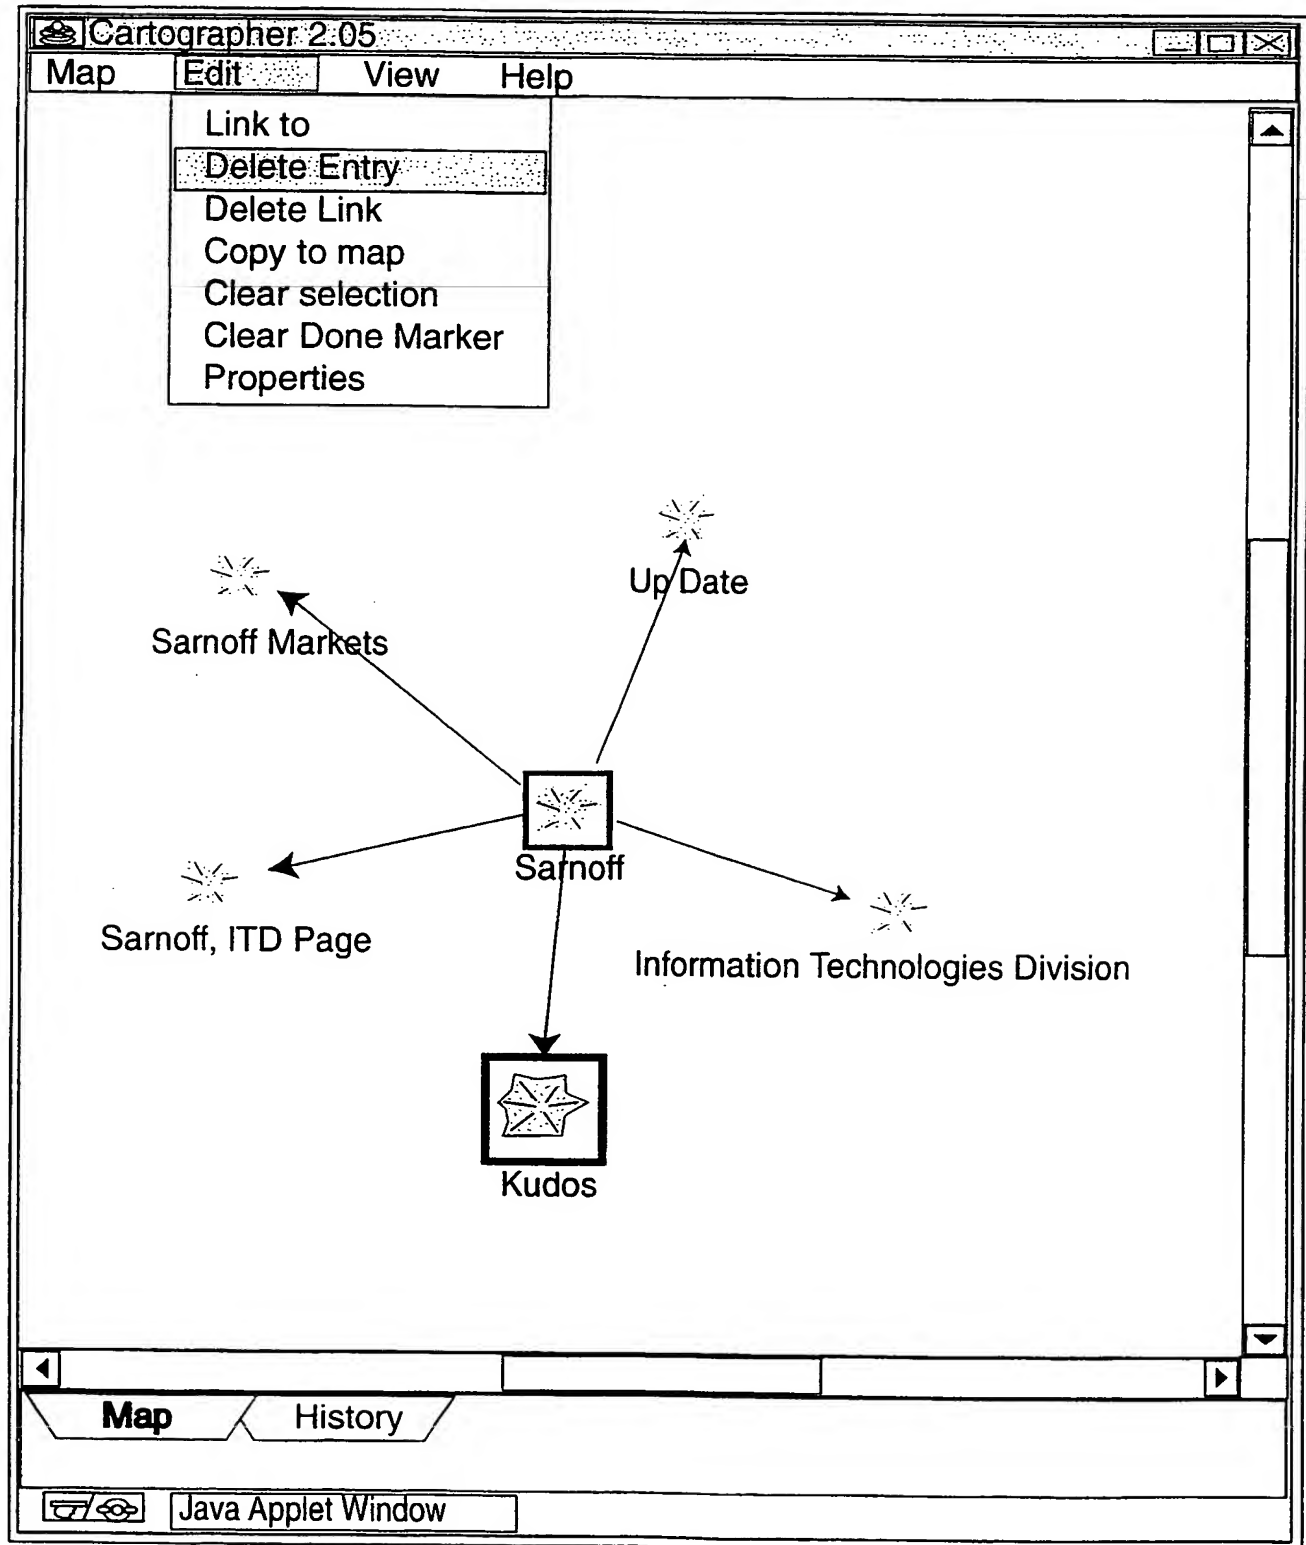 Cartographer 2.05
Map Edit View Help
Link to
Delete Entry
Delete Link
Copy to map
Clear selection
Clear Done Marker
Properties
Up Date
Sarnoff Markets
Sarnoff
Sarnoff, ITD Page
Information Technologies Division
Kudos
Map History
Java Applet Window